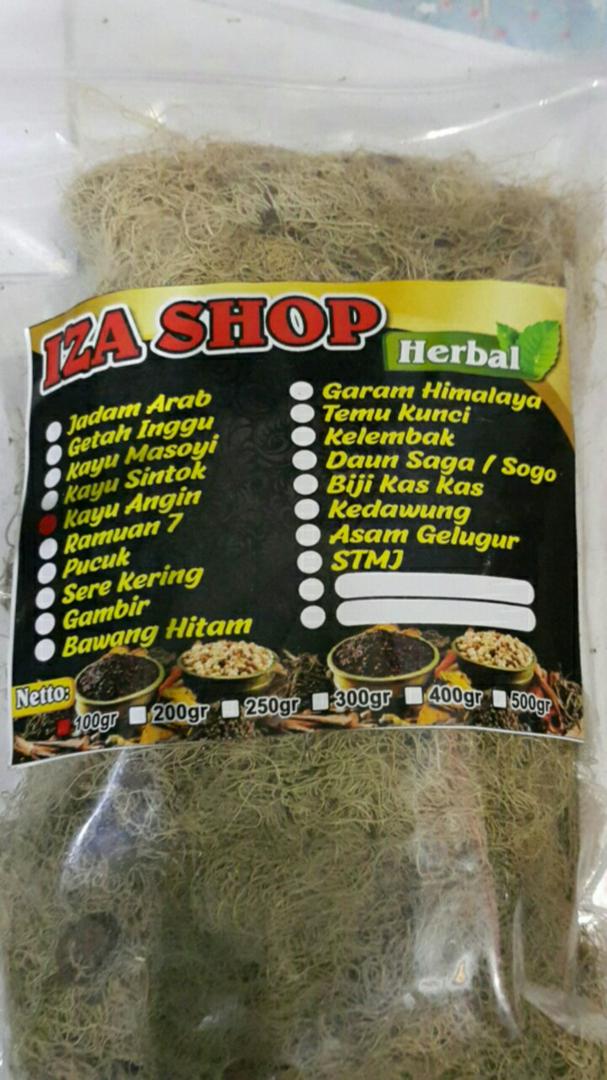 IZA SHOP
Herbal
Jadam Arab
Getah Inggu
Kayu Masoyi
Kayu Sintok
Kayu Angin
Ramuan 7
Pucuk
Sere Kering
Gambir
Bawang Hitam
Garam Himalaya
Temu Kunci
Kelembak
Daun Saga / Sogo
Biji Kas Kas
Kedawung
Asam Gelugur
STMJ
Netto:
100gr 200gr 250gr 300gr 400gr 500gr